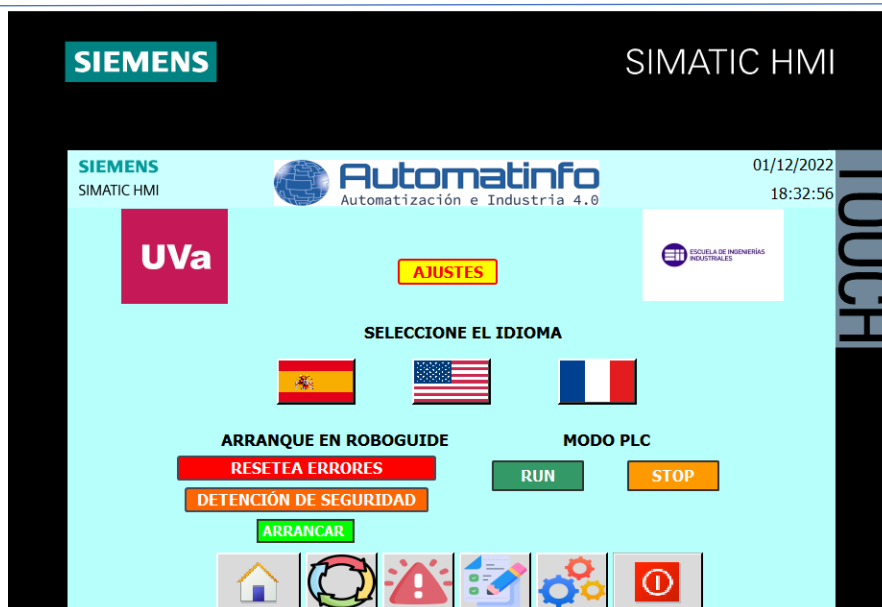 SIEMENS
SIMATIC HMI
SIEMENS
SIMATIC HMI
Automatinfo
Automatización e Industria 4.0
01/12/2022
18:32:56
TOUCH
UVa
AJUSTES
ESCUELA DE INGENIERÍAS
INDUSTRIALES
SELECCIONE EL IDIOMA
ARRANQUE EN ROBOGUIDE
MODO PLC
RESETEA ERRORES
RUN
STOP
DETENCIÓN DE SEGURIDAD
ARRANCAR